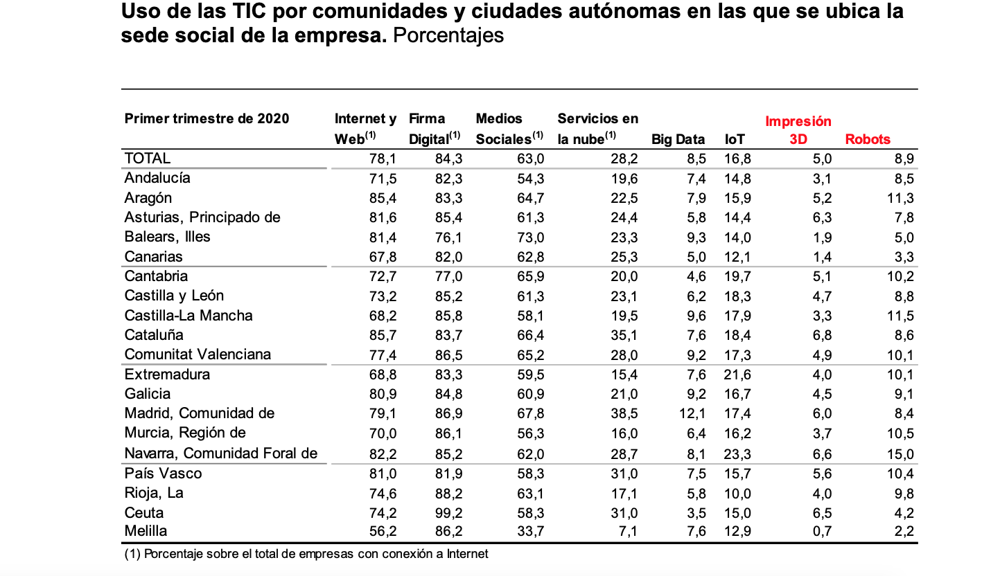 Uso de las TIC por comunidades y ciudades autónomas en las que se ubica la
sede social de la empresa. Porcentajes
Primer trimestre de 2020 Internet y Web(1) Firma Digital(1) Medios Sociales(1) Servicios en la nube(1) Big Data IoT Impresión 3D Robots
TOTAL 78,1 84,3 63,0 28,2 8,5 16,8 5,0 8,9
Andalucía 71,5 82,3 54,3 19,6 7,4 14,8 3,1 8,5
Aragón 85,4 83,3 64,7 22,5 7,9 15,9 5,2 11,3
Asturias, Principado de 81,6 85,4 61,3 24,4 5,8 14,4 6,3 7,8
Balears, Illes 81,4 76,1 73,0 23,3 9,3 14,0 1,9 5,0
Canarias 67,8 82,0 62,8 25,3 5,0 12,1 1,4 3,3
Cantabria 72,7 77,0 65,9 20,0 4,6 19,7 5,1 10,2
Castilla y León 73,2 85,2 61,3 23,1 6,2 18,3 4,7 8,8
Castilla-La Mancha 68,2 85,8 58,1 19,5 9,6 17,9 3,3 11,5
Cataluña 85,7 83,7 66,4 35,1 7,6 18,4 6,8 8,6
Comunitat Valenciana 77,4 86,5 65,2 28,0 9,2 17,3 4,9 10,1
Extremadura 68,8 83,3 59,5 15,4 7,6 21,6 4,0 10,1
Galicia 80,9 84,8 60,9 21,0 9,2 16,7 4,5 9,1
Madrid, Comunidad de 79,1 86,9 67,8 38,5 12,1 17,4 6,0 8,4
Murcia, Región de 70,0 86,1 56,3 16,0 6,4 16,2 3,7 10,5
Navarra, Comunidad Foral de 82,2 85,2 62,0 28,7 8,1 23,3 6,6 15,0
País Vasco 81,0 81,9 58,3 31,0 7,5 15,7 5,6 10,4
Rioja, La 74,6 88,2 63,1 17,1 5,8 10,0 4,0 9,8
Ceuta 74,2 99,2 58,3 31,0 3,5 15,0 6,5 4,2
Melilla 56,2 86,2 33,7 7,1 7,6 12,9 0,7 2,2
(1) Porcentaje sobre el total de empresas con conexión a Internet